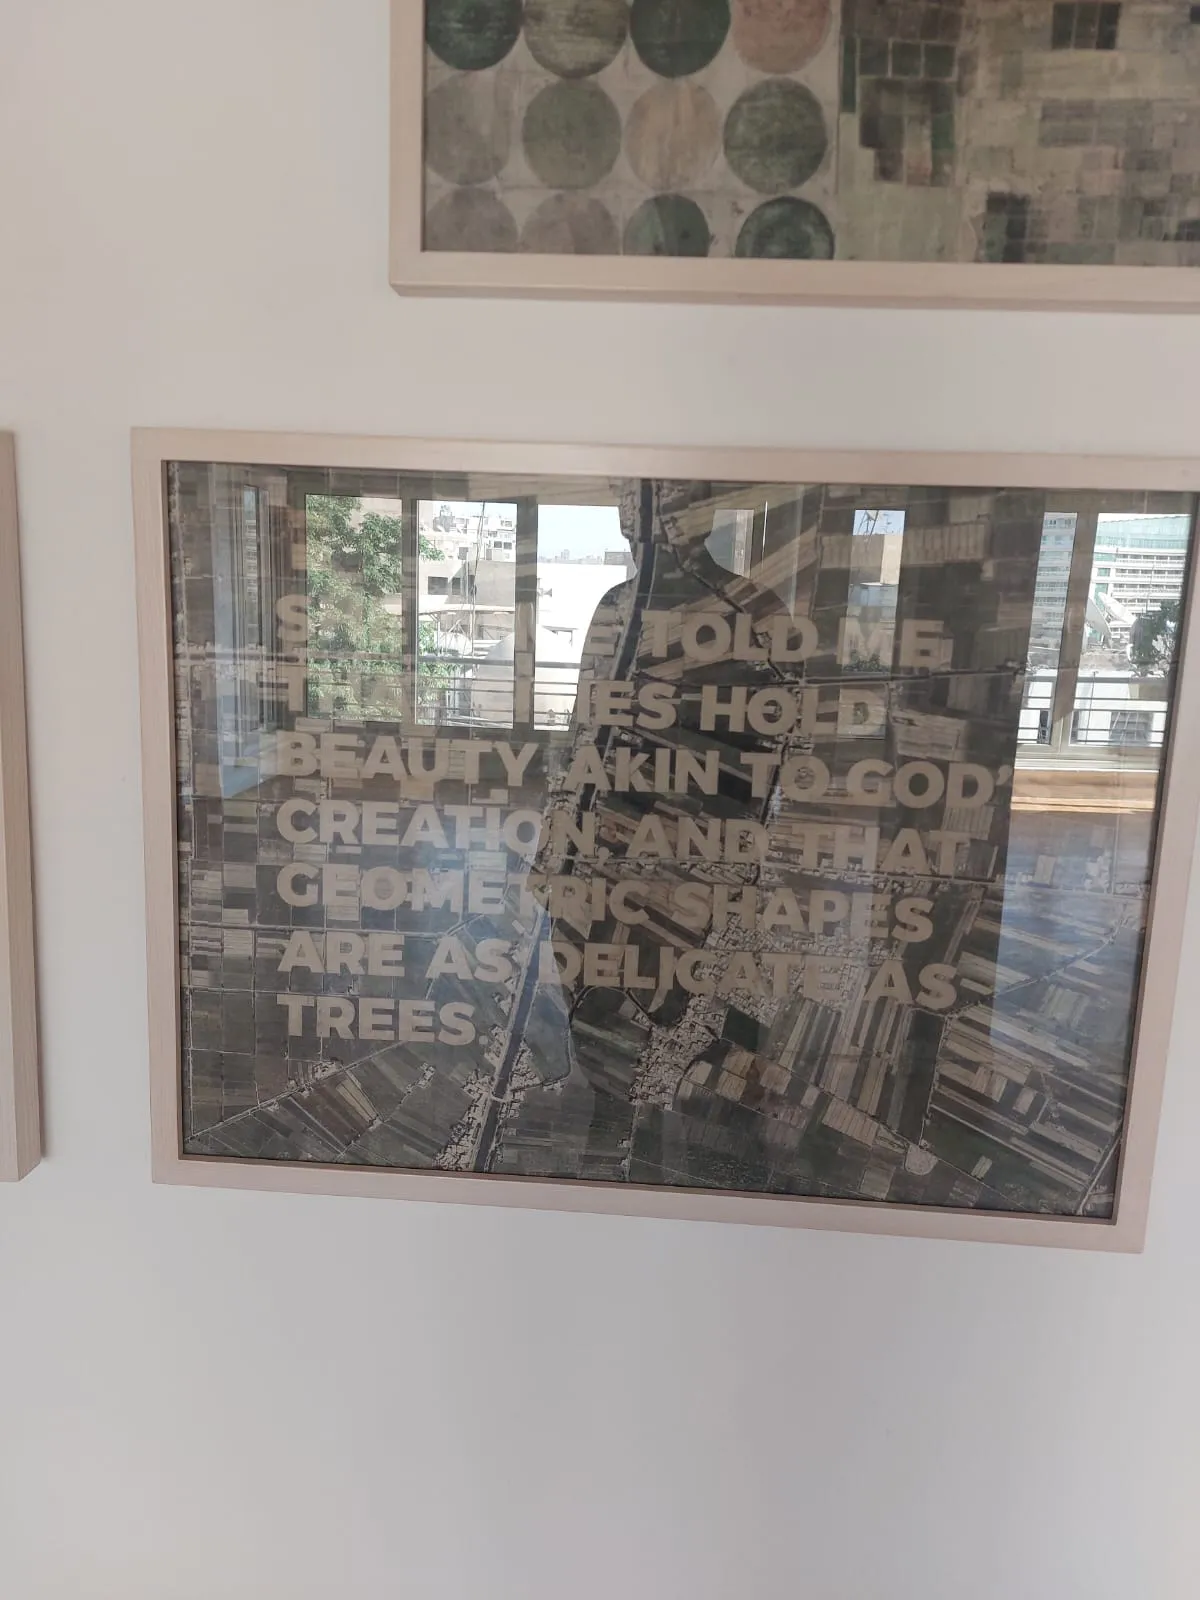 TOLD ME
HOLD
BEAUTY AKIN TO GOD'
CREATION, AND THAT
GEOMETRIC SHAPES
ARE AS DELICATE AS
TREES.